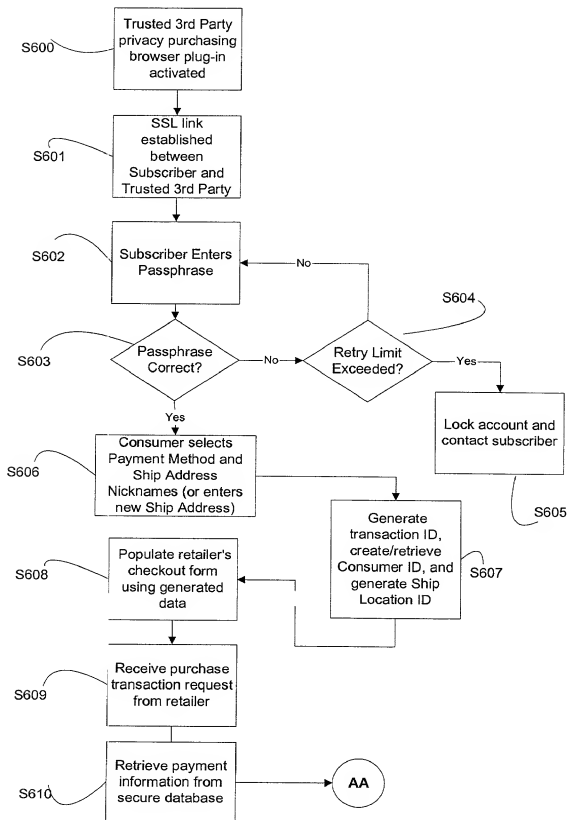 Trusted 3rd Party
privacy purchasing
browser plug-in
activated
S600
SSL link
established
between
Subscriber and
Trusted 3rd Party
S601
Subscriber Enters
Passphrase
S602
No
S604
Passphrase
Correct?
S603
No
Retry Limit
Exceeded?
Yes
Yes
Lock account and
contact subscriber
S605
Consumer selects
Payment Method and
Ship Address
Nicknames (or enters
new Ship Address)
S606
Generate
transaction ID,
create/retrieve
Consumer ID, and
generate Ship
Location ID
S607
Populate retailer's
checkout form
using generated
data
S608
Receive purchase
transaction request
from retailer
S609
Retrieve payment
information from
secure database
S610
AA